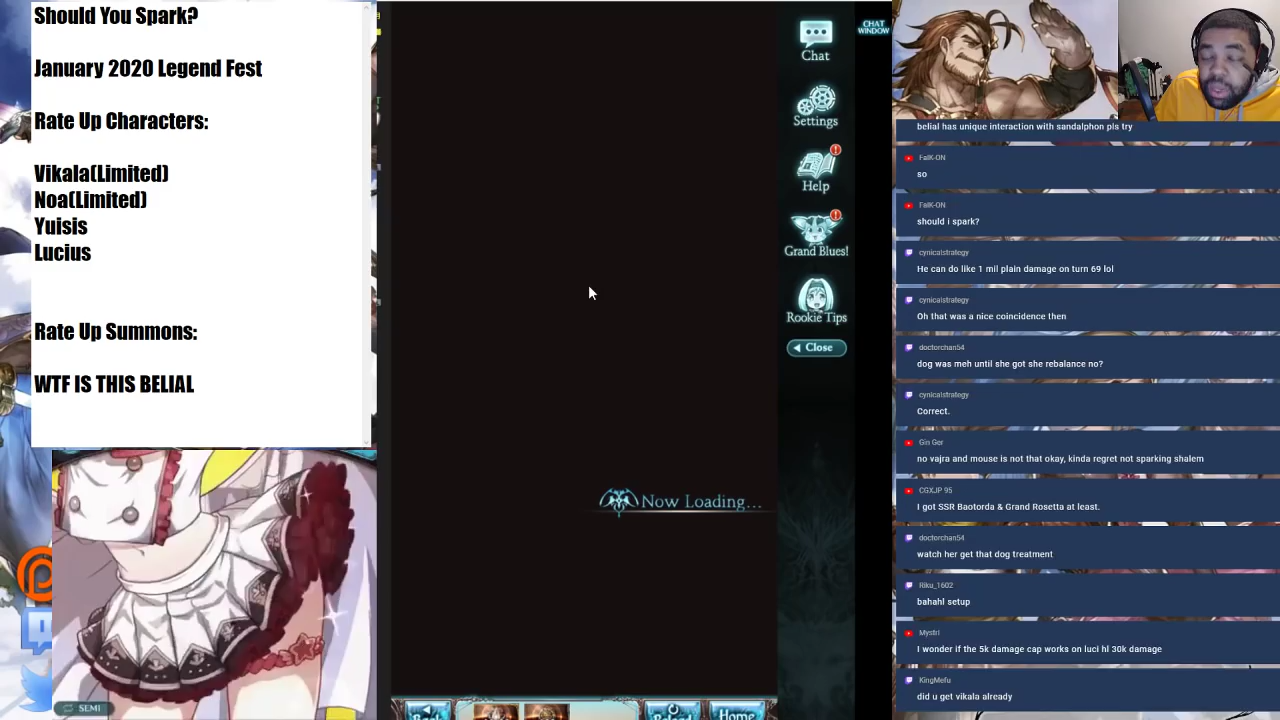 Should You Spark?
January 2020 Legend Fest
Rate Up Characters:
Vikala(Limited)
Noa(Limited)
Yuisis
Lucius
Rate Up Summons:
WTF IS THIS BELIAL
SEMI
Now Loading...
Chat
Settings
Help
Grand Blues!
Rookie Tips
Close
Home
CHAT
WINDOW
belial has unique interaction with sandalphon pls try
FalK-ON
so
FalK-ON
should i spark?
cynicalstrategy
He can do like 1 mil plain damage on turn 69 lol
cynicalstrategy
Oh that was a nice coincidence then
doctorchan54
dog was meh until she got she rebalance no?
cynicalstrategy
Correct.
Gin Ger
no vajra and mouse is not that okay, kinda regret not sparking shalem
CGXJP 95
I got SSR Baotorda & Grand Rosetta at least.
doctorchan54
watch her get that dog treatment
Riku_1602
bahahl setup
Mystri
I wonder if the 5k damage cap works on luci hl 30k damage
KingMefu
did u get vikala already